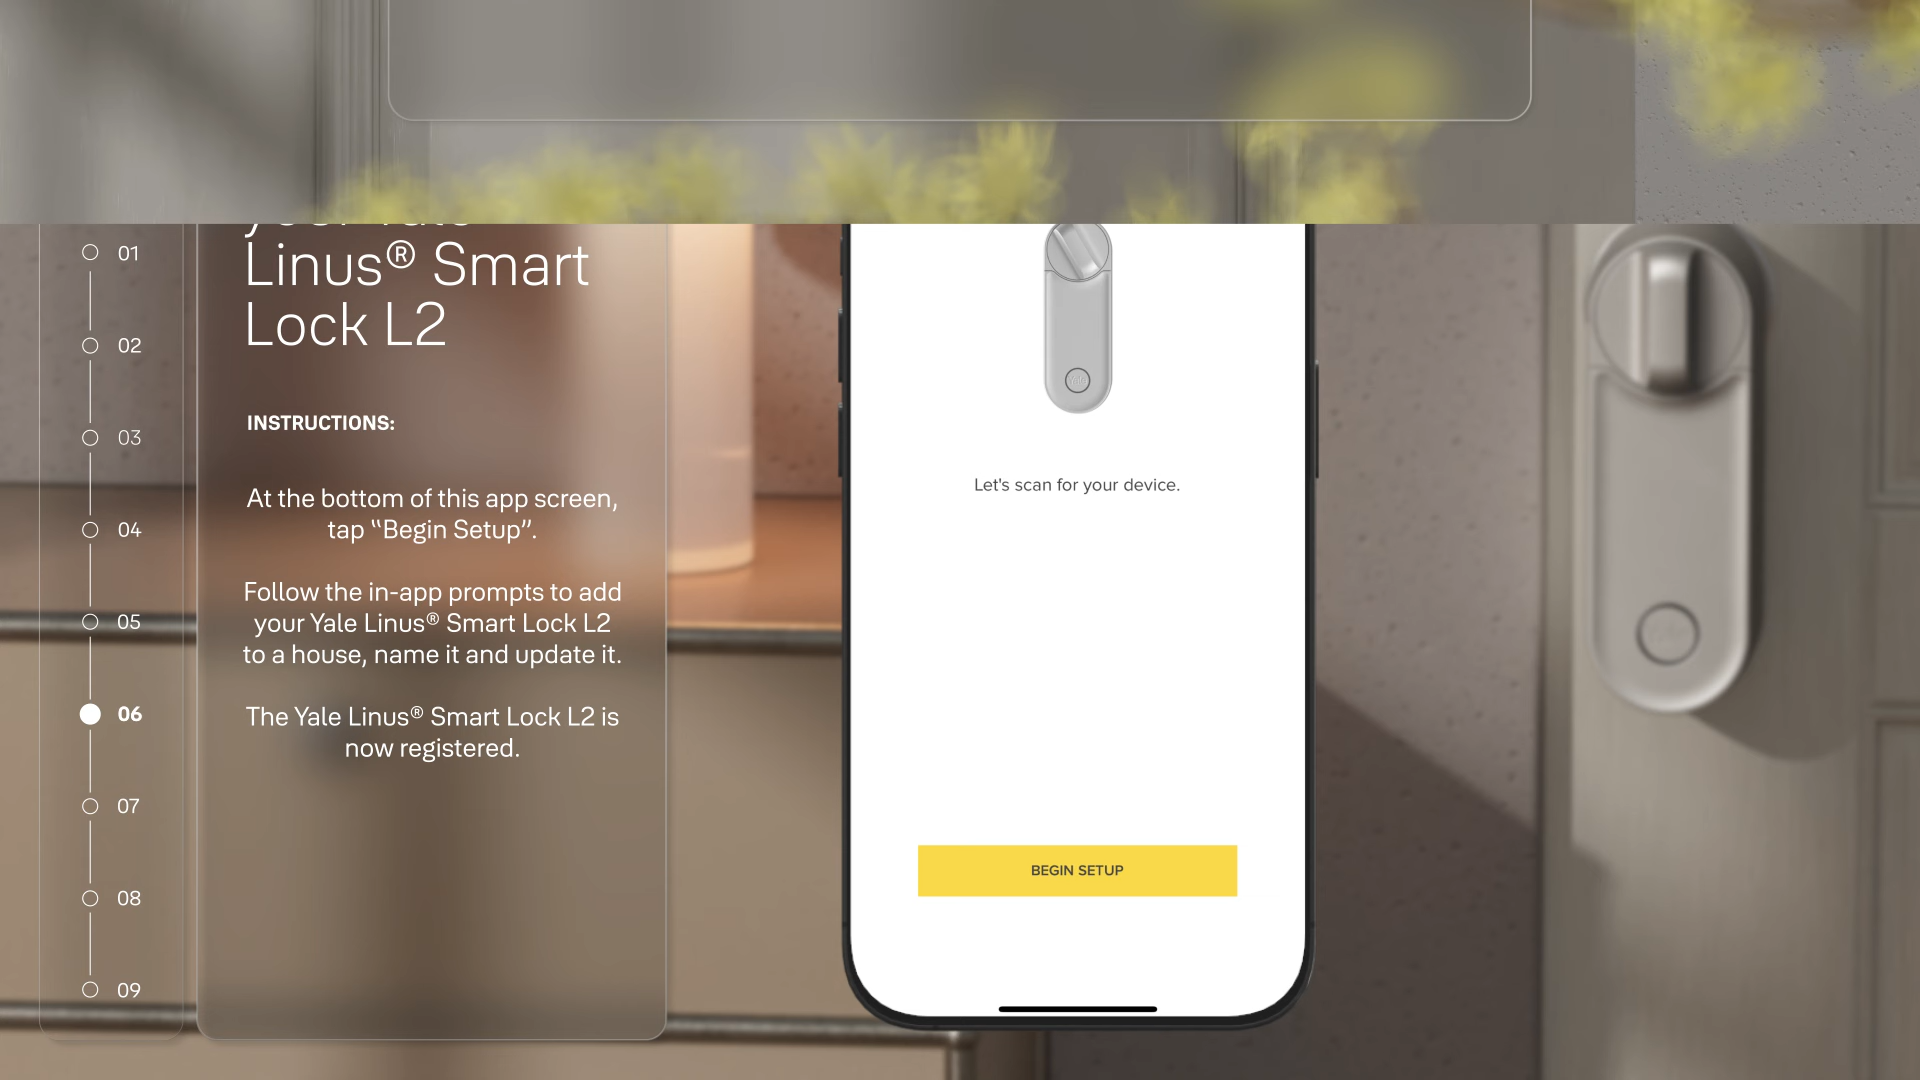 Linus® Smart
Lock L2
INSTRUCTIONS:
At the bottom of this app screen,
tap “Begin Setup”.
Follow the in-app prompts to add
your Yale Linus® Smart Lock L2
to a house, name it and update it.
The Yale Linus® Smart Lock L2 is
now registered.
01
02
03
04
05
06
07
08
09
Let's scan for your device.
BEGIN SETUP